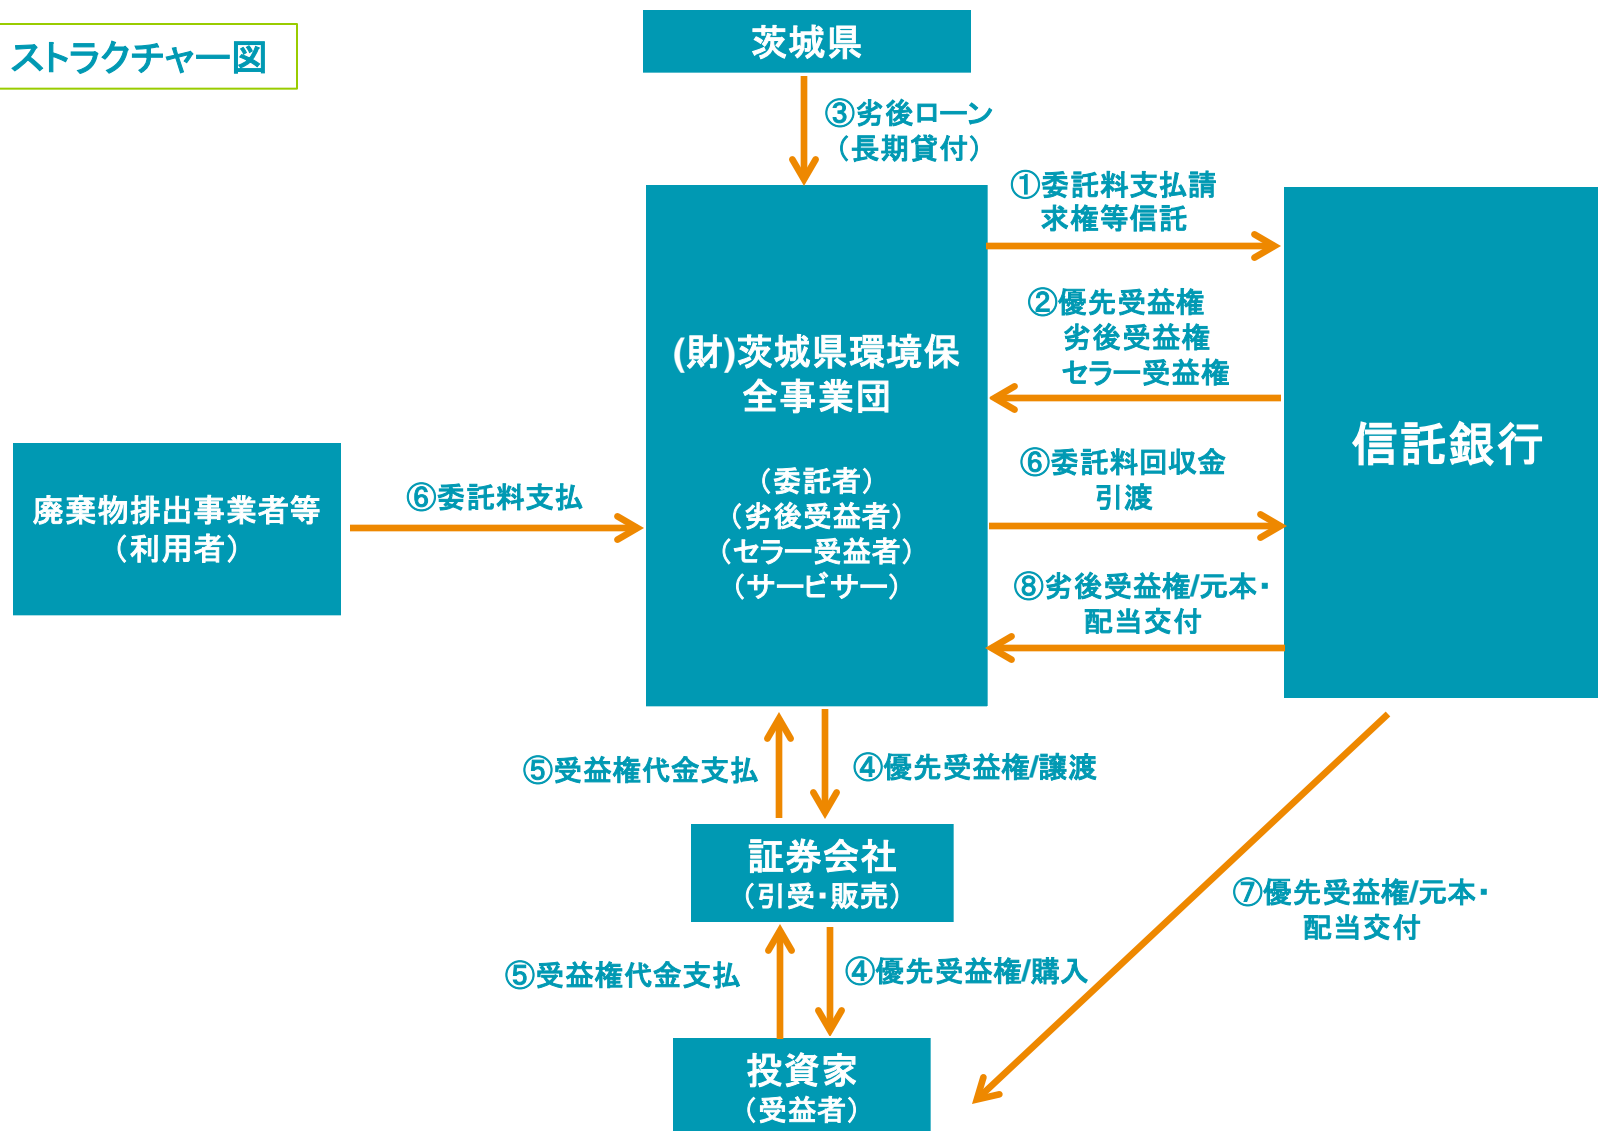 ストラクチャー図
茨城県
③劣後ローン
（長期貸付）
①委託料支払請
求権等信託
②優先受益権
劣後受益権
セラー受益権
(財)茨城県環境保
全事業団
（委託者）
（劣後受益者）
（セラー受益者）
（サービサー）
信託銀行
廃棄物排出事業者等
（利用者）
⑥委託料支払
⑥委託料回収金
引渡
⑧劣後受益権/元本・
配当交付
⑤受益権代金支払
④優先受益権/譲渡
証券会社
（引受・販売）
⑦優先受益権/元本・
配当交付
⑤受益権代金支払
④優先受益権/購入
投資家
（受益者）